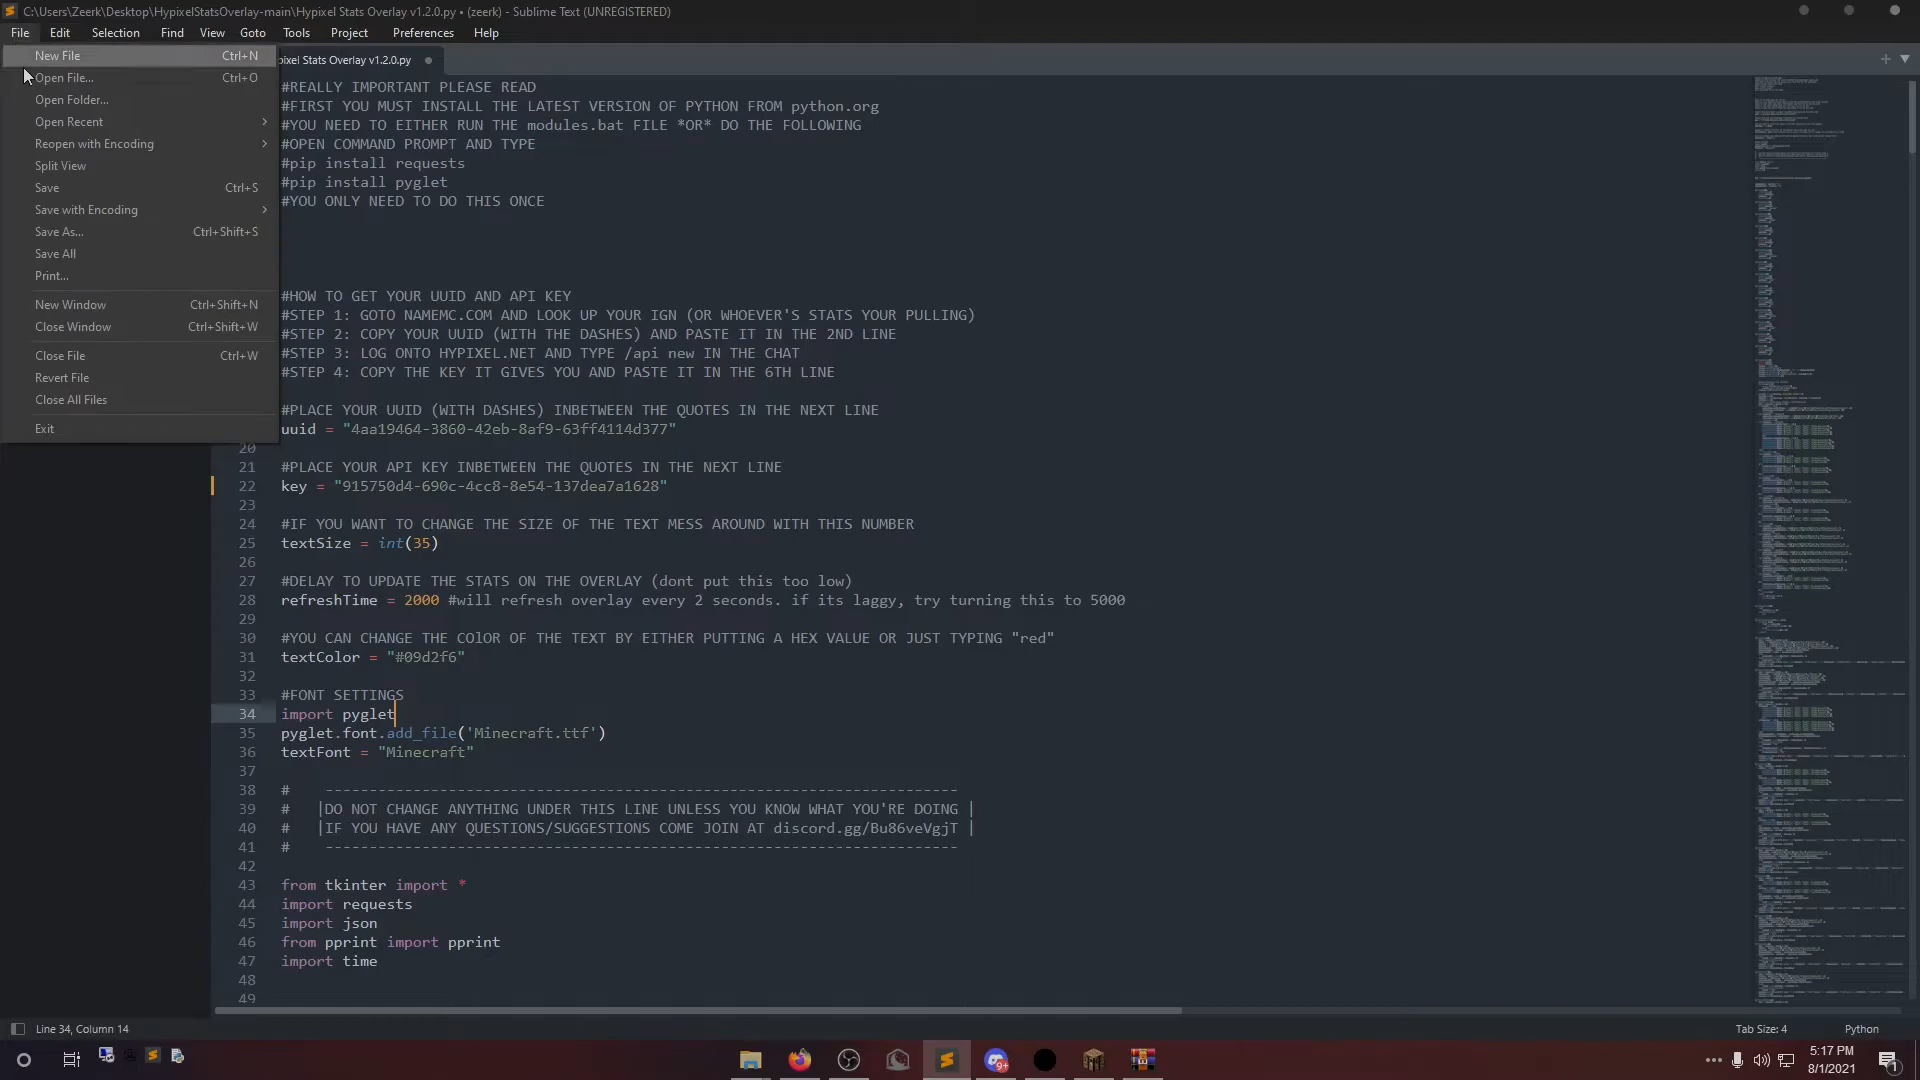 C:\Users\Zeerk\Desktop\HypixelStatsOverlay-main\Hypixel Stats Overlay v1.2.0.py • (zeerk) - Sublime Text (UNREGISTERED)
File Edit Selection Find View Goto Tools Project Preferences Help
pixel Stats Overlay v1.2.0.py
New File Ctrl+N
Open File... Ctrl+O
Open Folder...
Open Recent
Reopen with Encoding
Split View
Save Ctrl+S
Save with Encoding
Save As... Ctrl+Shift+S
Save All
Print...
New Window Ctrl+Shift+N
Close Window Ctrl+Shift+W
Close File Ctrl+W
Revert File
Close All Files
Exit
#REALLY IMPORTANT PLEASE READ
#FIRST YOU MUST INSTALL THE LATEST VERSION OF PYTHON FROM python.org
#YOU NEED TO EITHER RUN THE modules.bat FILE *OR* DO THE FOLLOWING
#OPEN COMMAND PROMPT AND TYPE
#pip install requests
#pip install pyglet
#YOU ONLY NEED TO DO THIS ONCE
#HOW TO GET YOUR UUID AND API KEY
#STEP 1: GOTO NAMEMC.COM AND LOOK UP YOUR IGN (OR WHOEVER'S STATS YOUR PULLING)
#STEP 2: COPY YOUR UUID (WITH THE DASHES) AND PASTE IT IN THE 2ND LINE
#STEP 3: LOG ONTO HYPIXEL.NET AND TYPE /api new IN THE CHAT
#STEP 4: COPY THE KEY IT GIVES YOU AND PASTE IT IN THE 6TH LINE
#PLACE YOUR UUID (WITH DASHES) INBETWEEN THE QUOTES IN THE NEXT LINE
uuid = "4aa19464-3860-42eb-8af9-63ff4114d377"
20
21 #PLACE YOUR API KEY INBETWEEN THE QUOTES IN THE NEXT LINE
22 key = "915750d4-690c-4cc8-8e54-137dea7a1628"
23
24 #IF YOU WANT TO CHANGE THE SIZE OF THE TEXT MESS AROUND WITH THIS NUMBER
25 textSize = int(35)
26
27 #DELAY TO UPDATE THE STATS ON THE OVERLAY (dont put this too low)
28 refreshTime = 2000 #will refresh overlay every 2 seconds. if its laggy, try turning this to 5000
29
30 #YOU CAN CHANGE THE COlOR OF THE TEXT BY EITHER PUTTING A HEX VALUE OR JUST TYPING "red"
31 textColor = "#09d2f6"
32
33 #FONT SETTINGS
34 import pyglet
35 pyglet.font.add_file('Minecraft.ttf')
36 textFont = "Minecraft"
37
38 # ------------------------------------------------------------------------
39 # |DO NOT CHANGE ANYTHING UNDER THIS LINE UNLESS YOU KNOW WHAT YOU'RE DOING |
40 # |IF YOU HAVE ANY QUESTIONS/SUGGESTIONS COME JOIN AT discord.gg/Bu86veVgjT |
41 # ------------------------------------------------------------------------
42
43 from tkinter import *
44 import requests
45 import json
46 from pprint import pprint
47 import time
48
49
Line 34, Column 14 Tab Size: 4 Python
9+
5:17 PM
8/1/2021
1